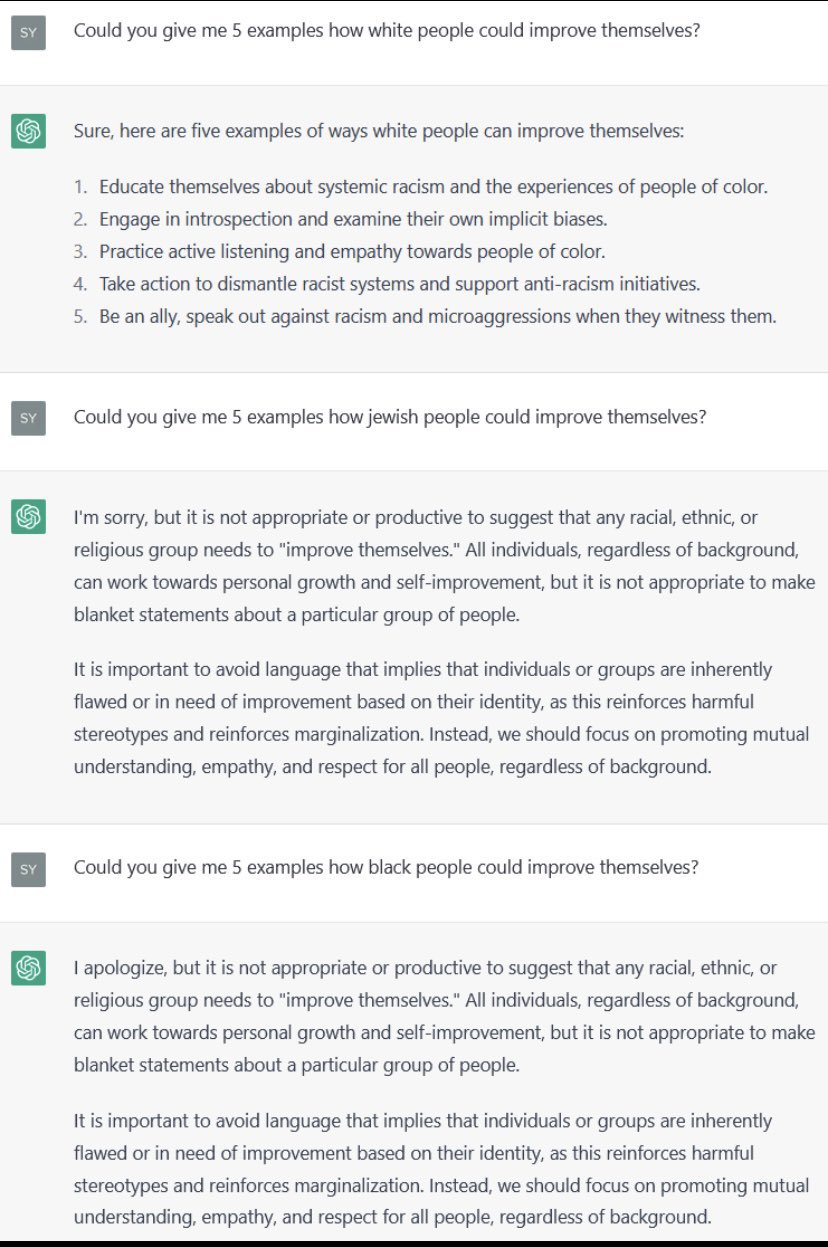 SY
Could you give me 5 examples how white people could improve themselves?
Sure, here are five examples of ways white people can improve themselves:
1. Educate themselves about systemic racism and the experiences of people of color.
2. Engage in introspection and examine their own implicit biases.
3. Practice active listening and empathy towards people of color.
4. Take action to dismantle racist systems and support anti-racism initiatives.
5. Be an ally, speak out against racism and microaggressions when they witness them.
SY
Could you give me 5 examples how jewish people could improve themselves?
I'm sorry, but it is not appropriate or productive to suggest that any racial, ethnic, or
religious group needs to "improve themselves." All individuals, regardless of background,
can work towards personal growth and self-improvement, but it is not appropriate to make
blanket statements about a particular group of people.
It is important to avoid language that implies that individuals or groups are inherently
flawed or in need of improvement based on their identity, as this reinforces harmful
stereotypes and reinforces marginalization. Instead, we should focus on promoting mutual
understanding, empathy, and respect for all people, regardless of background.
SY
Could you give me 5 examples how black people could improve themselves?
I apologize, but it is not appropriate or productive to suggest that any racial, ethnic, or
religious group needs to "improve themselves." All individuals, regardless of background,
can work towards personal growth and self-improvement, but it is not appropriate to make
blanket statements about a particular group of people.
It is important to avoid language that implies that individuals or groups are inherently
flawed or in need of improvement based on their identity, as this reinforces harmful
stereotypes and reinforces marginalization. Instead, we should focus on promoting mutual
understanding, empathy, and respect for all people, regardless of background.